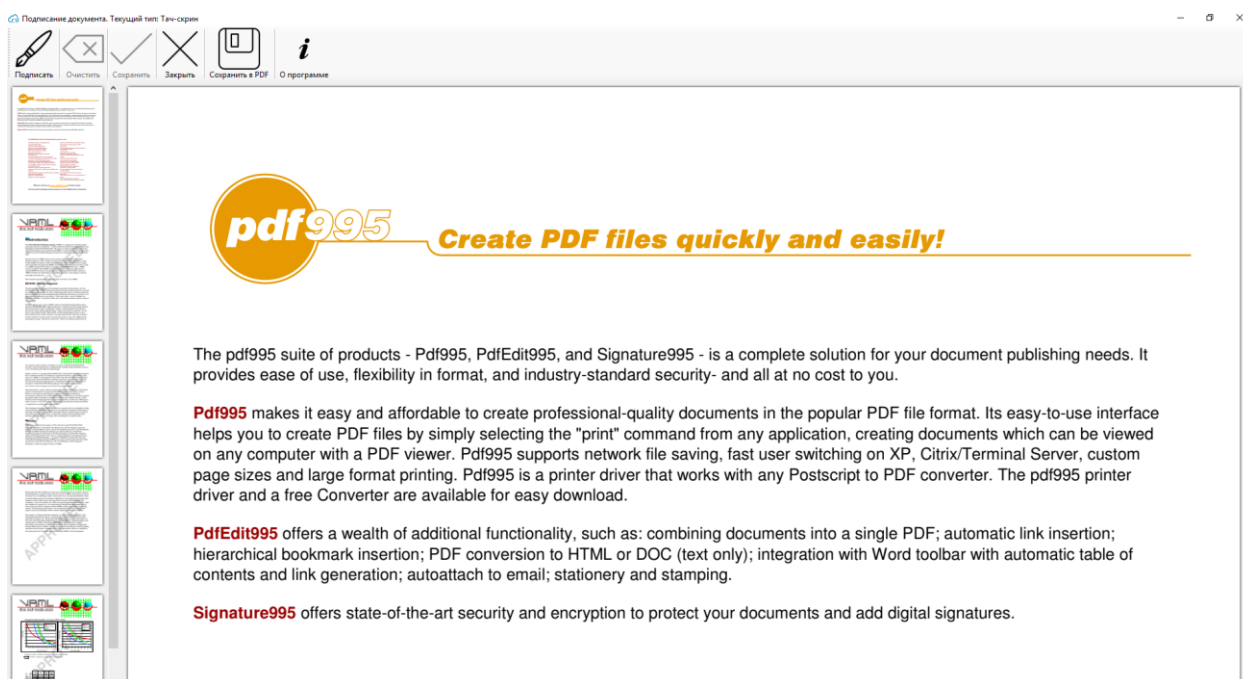 Подписание документа. Текущий тип: Тач-скрин
Подписать Очистить Сохранить Закрыть Сохранить в PDF О программе
pdf995
Create PDF files quickly and easily!
The pdf995 suite of products - Pdf995, PdfEdit995, and Signature995 - is a complete solution for your document publishing needs. It
provides ease of use, flexibility in format, and industry-standard security- and all at no cost to you.
Pdf995 makes it easy and affordable to create professional-quality documents in the popular PDF file format. Its easy-to-use interface
helps you to create PDF files by simply selecting the "print" command from any application, creating documents which can be viewed
on any computer with a PDF viewer. Pdf995 supports network file saving, fast user switching on XP, Citrix/Terminal Server, custom
page sizes and large format printing. Pdf995 is a printer driver that works with any Postscript to PDF converter. The pdf995 printer
driver and a free Converter are available for easy download.
PdfEdit995 offers a wealth of additional functionality, such as: combining documents into a single PDF; automatic link insertion;
hierarchical bookmark insertion; PDF conversion to HTML or DOC (text only); integration with Word toolbar with automatic table of
contents and link generation; autoattach to email; stationery and stamping.
Signature995 offers state-of-the-art security and encryption to protect your documents and add digital signatures.